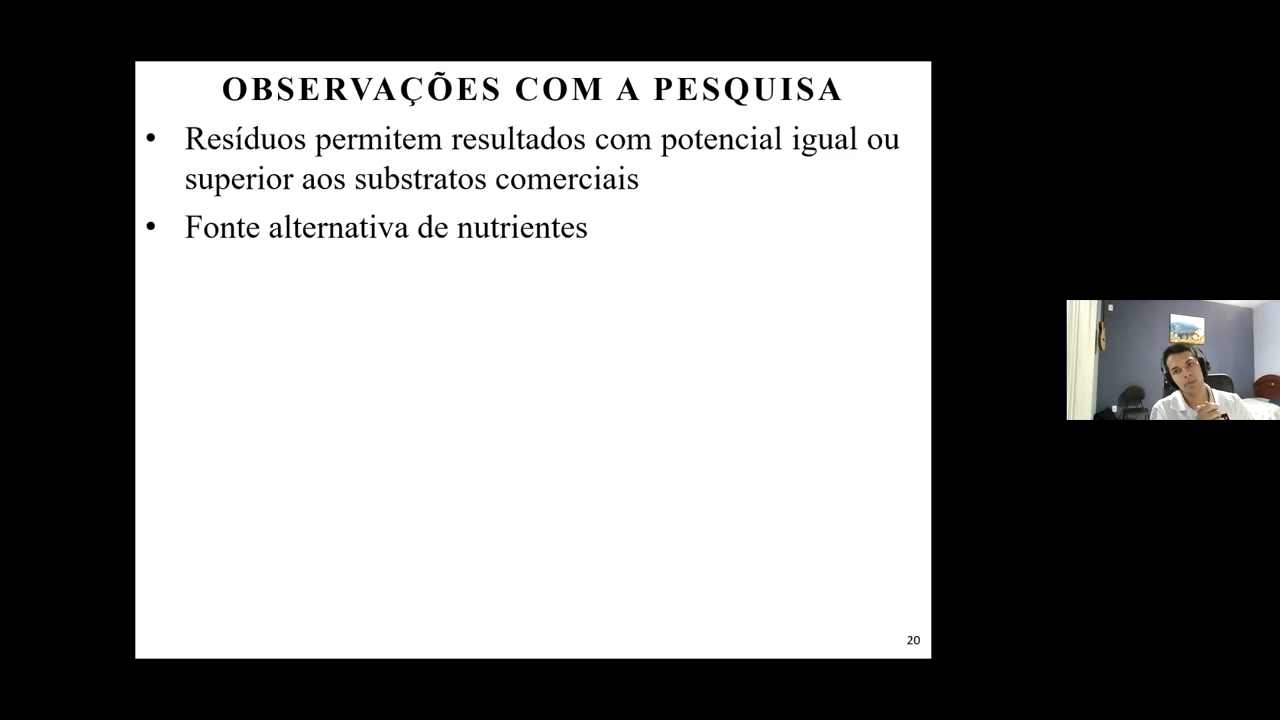 OBSERVAÇÕES COM A PESQUISA
• Resíduos permitem resultados com potencial igual ou
superior aos substratos comerciais
• Fonte alternativa de nutrientes
20